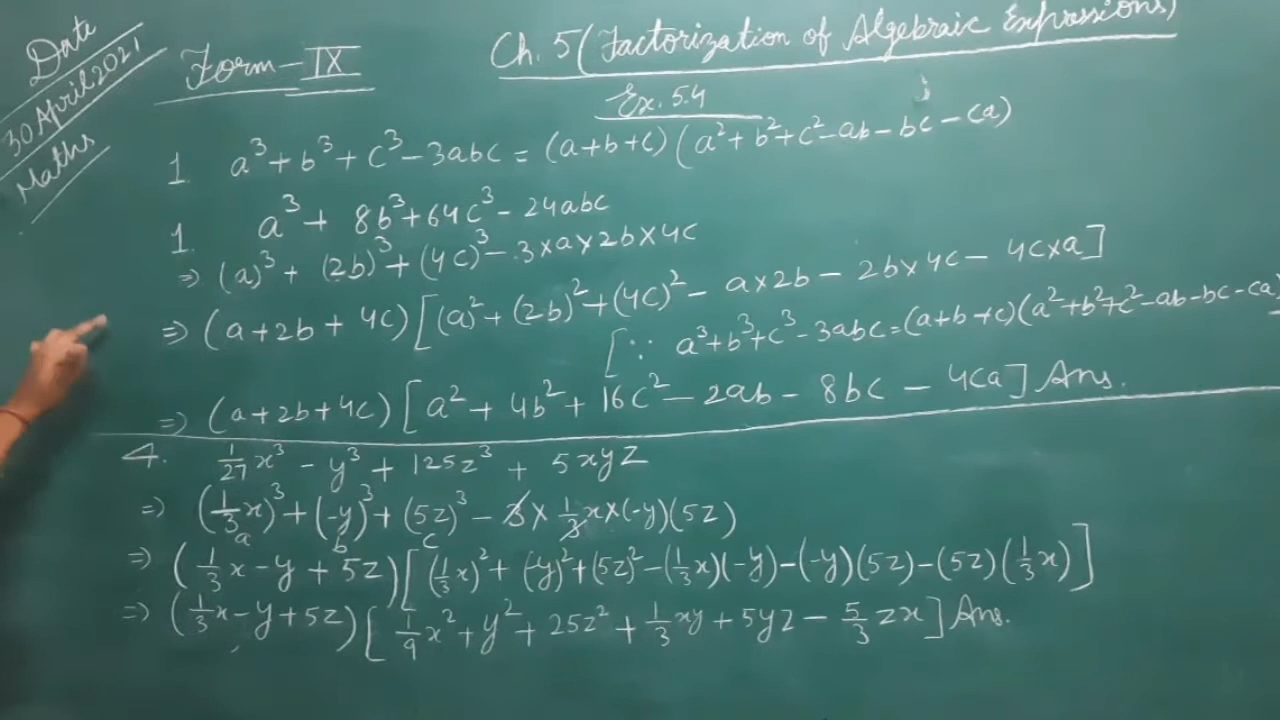 Date
30 April 2021
Maths
Form - IX
Ch. 5 (Factorization of Algebraic Expressions)
Ex. 5.4
1 a³ + b³ + c³ - 3abc = (a+b+c) (a² + b² + c² - ab - bc - ca)
1. a³ + 8b³ + 64c³ - 24abc
⇒ (a)³ + (2b)³ + (4c)³ - 3×a×2b×4c
⇒ (a+2b+4c) [(a)² + (2b)² + (4c)² - a×2b - 2b×4c - 4c×a]
[∵ a³+b³+c³-3abc = (a+b+c)(a²+b²+c²-ab-bc-ca
⇒ (a+2b+4c) [a² + 4b² + 16c² - 2ab - 8bc - 4ca] Ans.
4. 1/27 x³ - y³ + 125z³ + 5xyz
⇒ (1/3 x)³ + (-y)³ + (5z)³ - 3 × 1/3 x × (-y)(5z)
a b c
⇒ (1/3 x - y + 5z) [(1/3 x)² + (-y)² + (5z)² - (1/3 x)(-y) - (-y)(5z) - (5z)(1/3 x)]
⇒ (1/3 x - y + 5z) [1/9 x² + y² + 25z² + 1/3 xy + 5yz - 5/3 zx] Ans.